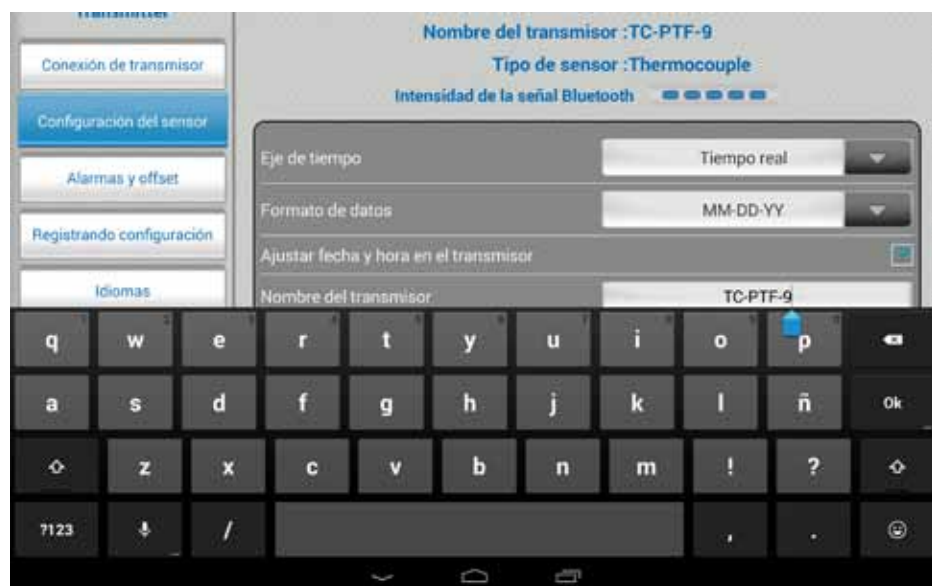 Transmitter
Nombre del transmisor :TC-PTF-9
Tipo de sensor :Thermocouple
Intensidad de la señal Bluetooth
Conexión de transmisor
Configuración del sensor
Alarmas y offset
Registrando configuración
Idiomas
Eje de tiempo Tiempo real
Formato de datos MM-DD-YY
Ajustar fecha y hora en el transmisor
Nombre del transmisor TC-PTF-9
q w e r t y u i o p
a s d f g h j k l ñ Ok
z x c v b n m ! ?
?123 / , .